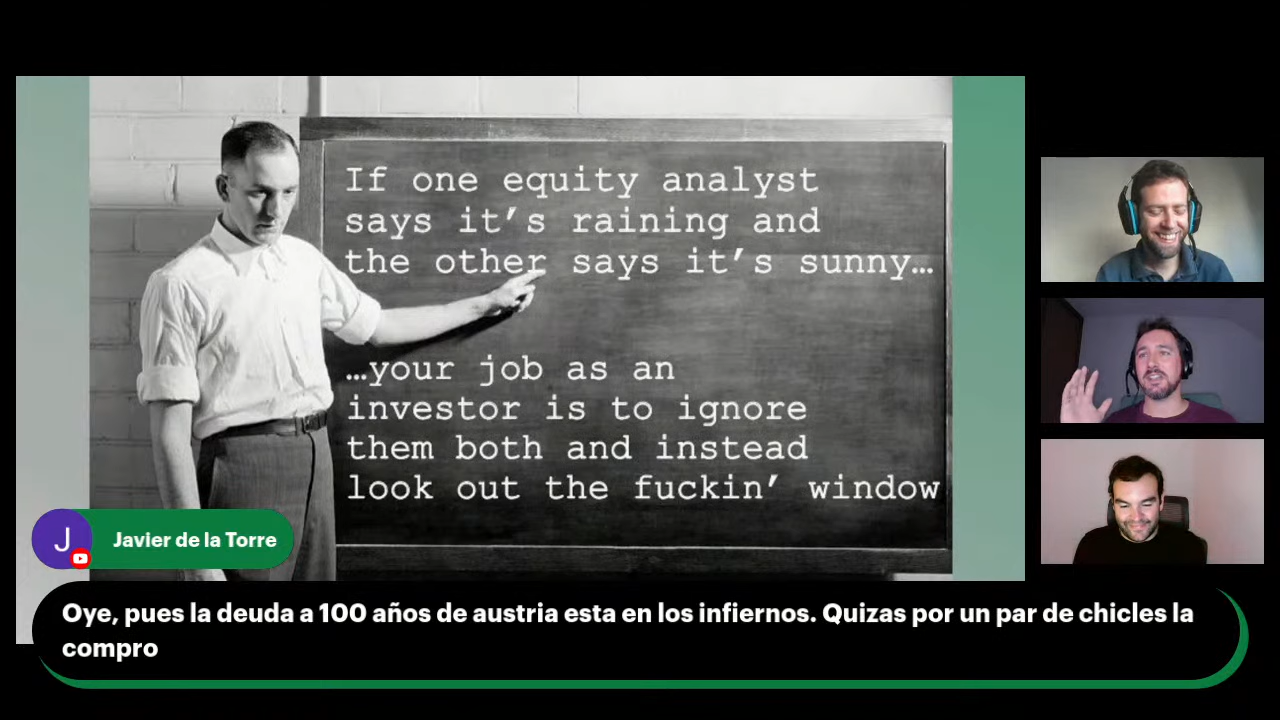 If one equity analyst
says it’s raining and
the other says it’s sunny…
…your job as an
investor is to ignore
them both and instead
look out the fuckin’ window
J
Javier de la Torre
Oye, pues la deuda a 100 años de austria esta en los infiernos. Quizas por un par de chicles la
compro